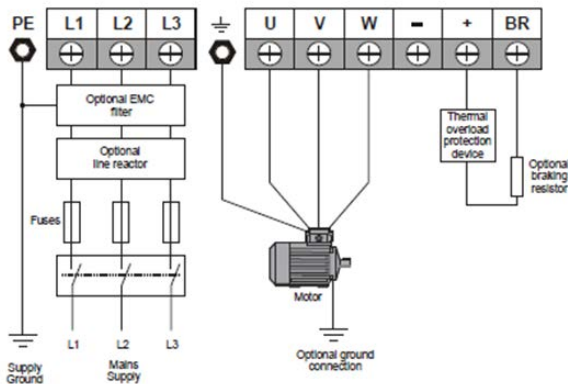 PE L1 L2 L3 U V W - + BR
Optional EMC
filter
Optional
line reactor
Fuses
L1 L2 L3
Supply
Ground
Mains
Supply
Motor
Optional ground
connection
Thermal
overload
protection
device
Optional
braking
resistor